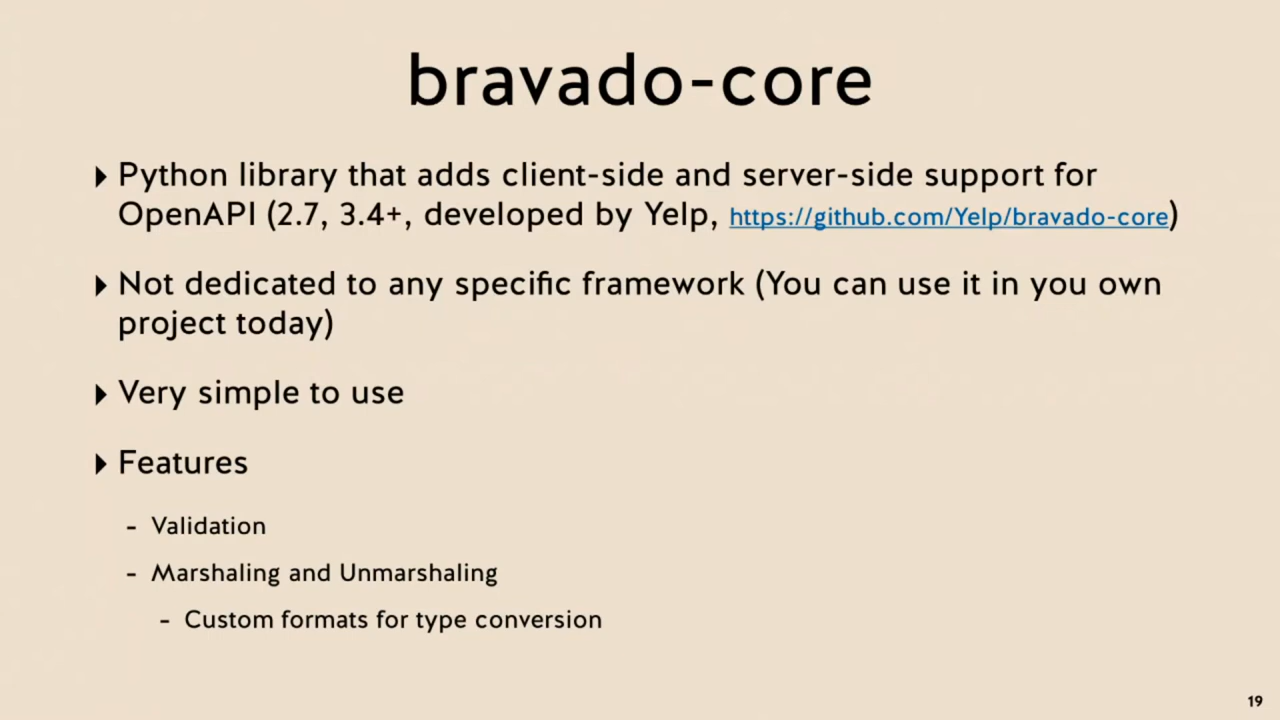 bravado-core
Python library that adds client-side and server-side support for
OpenAPI (2.7, 3.4+, developed by Yelp, https://github.com/Yelp/bravado-core)
Not dedicated to any specific framework (You can use it in you own
project today)
Very simple to use
Features
- Validation
- Marshaling and Unmarshaling
- Custom formats for type conversion
19